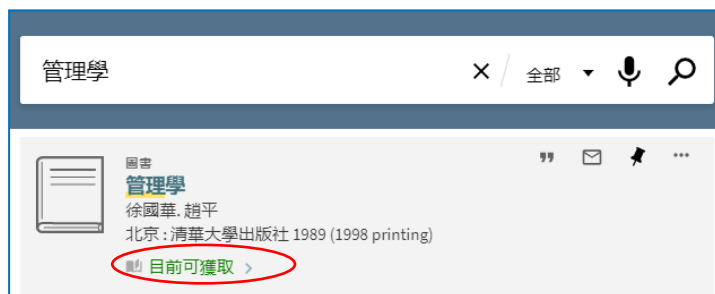 管理學
全部
圖書
管理學
徐國華. 趙平
北京 : 清華大學出版社 1989 (1998 printing)
目前可獲取